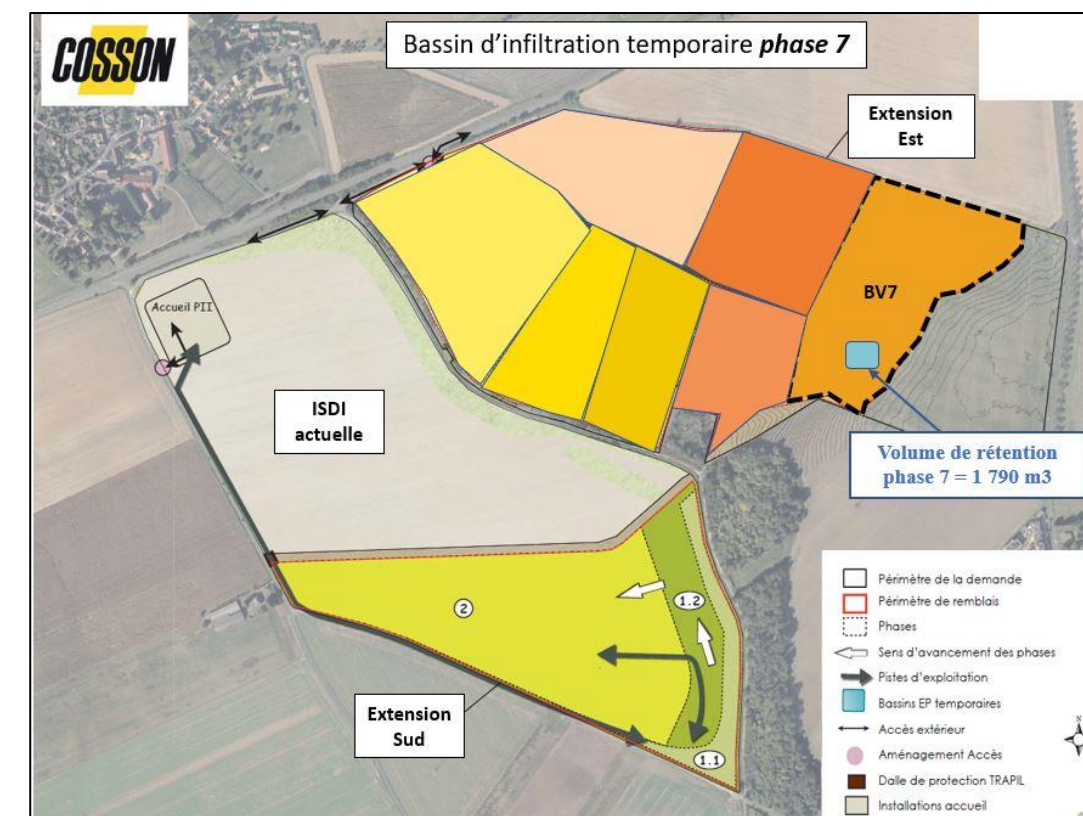 COSSON
Bassin d'infiltration temporaire phase 7
Extension
Est
Accueil PII
BV7
ISDI
actuelle
Volume de rétention
phase 7 = 1 790 m3
2
1.2
1.1
Extension
Sud
Périmètre de la demande
Périmètre de remblais
Phases
Sens d'avancement des phases
Pistes d'exploitation
Bassins EP temporaires
Accès extérieur
Aménagement Accès
Dalle de protection TRAPIL
Installations accueil
N